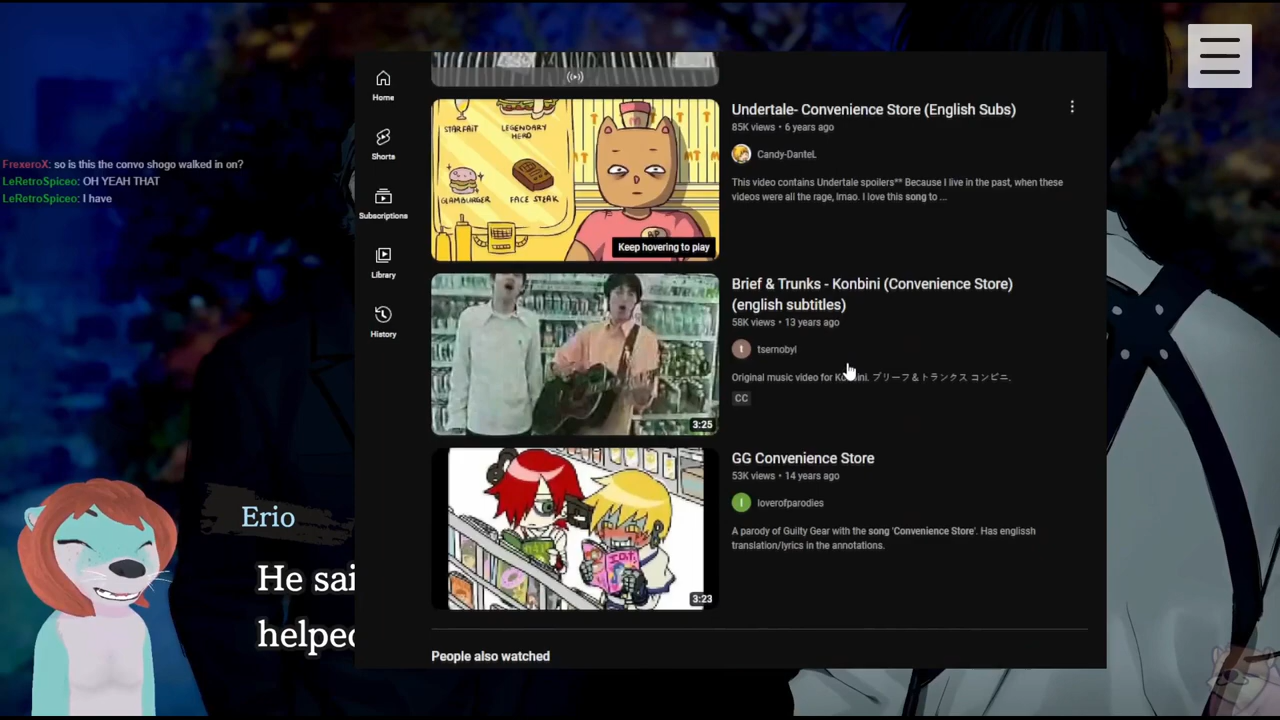 Home
Shorts
Subscriptions
Library
History
FrexeroX: so is this the convo shogo walked in on?
LeRetroSpiceo: OH YEAH THAT
LeRetroSpiceo: I have
STARFAIT
LEGENDARY
HERO
GLAMBURGER
FACE STEAK
Keep hovering to play
Undertale- Convenience Store (English Subs)
85K views • 6 years ago
Candy-DanteL
This video contains Undertale spoilers** Because I live in the past, when these
videos were all the rage, lmao. I love this song to ...
3:25
Brief & Trunks - Konbini (Convenience Store)
(english subtitles)
58K views • 13 years ago
t
tsernobyl
Original music video for Konbini. ブリーフ＆トランクス コンビニ.
CC
3:23
GG Convenience Store
53K views • 14 years ago
l
loverofparodies
A parody of Guilty Gear with the song 'Convenience Store'. Has englissh
translation/lyrics in the annotations.
People also watched
Erio
He sai
helped